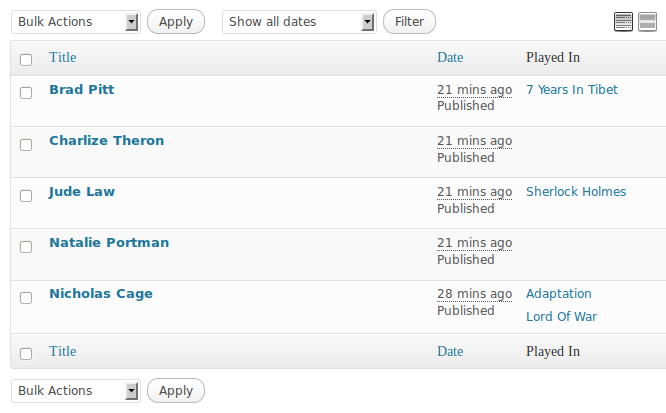 Bulk Actions Apply Show all dates Filter
Title Date Played In
Brad Pitt 21 mins ago 7 Years In Tibet
Published
Charlize Theron 21 mins ago
Published
Jude Law 21 mins ago Sherlock Holmes
Published
Natalie Portman 21 mins ago
Published
Nicholas Cage 28 mins ago Adaptation
Published
Lord Of War
Title Date Played In
Bulk Actions Apply